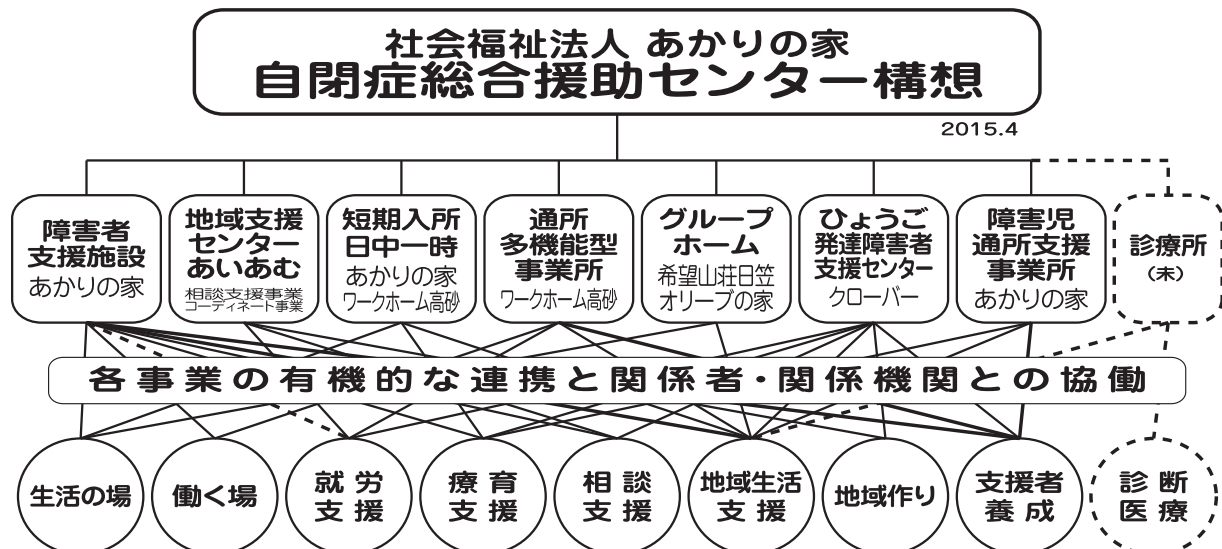 社会福祉法人 あかりの家
自閉症総合援助センター構想
2015.4
障害者
支援施設
あかりの家
地域支援
センター
あいあむ
相談支援事業
コーディネート事業
短期入所
日中一時
あかりの家
ワークホーム高砂
通所
多機能型
事業所
ワークホーム高砂
グループ
ホーム
希望山荘日笠
オリーブの家
ひょうご
発達障害者
支援センター
クローバー
障害児
通所支援
事業所
あかりの家
診療所
(未)
各事業の有機的な連携と関係者・関係機関との協働
生活の場
働く場
就労
支援
療育
支援
相談
支援
地域生活
支援
地域作り
支援者
養成
診断
医療